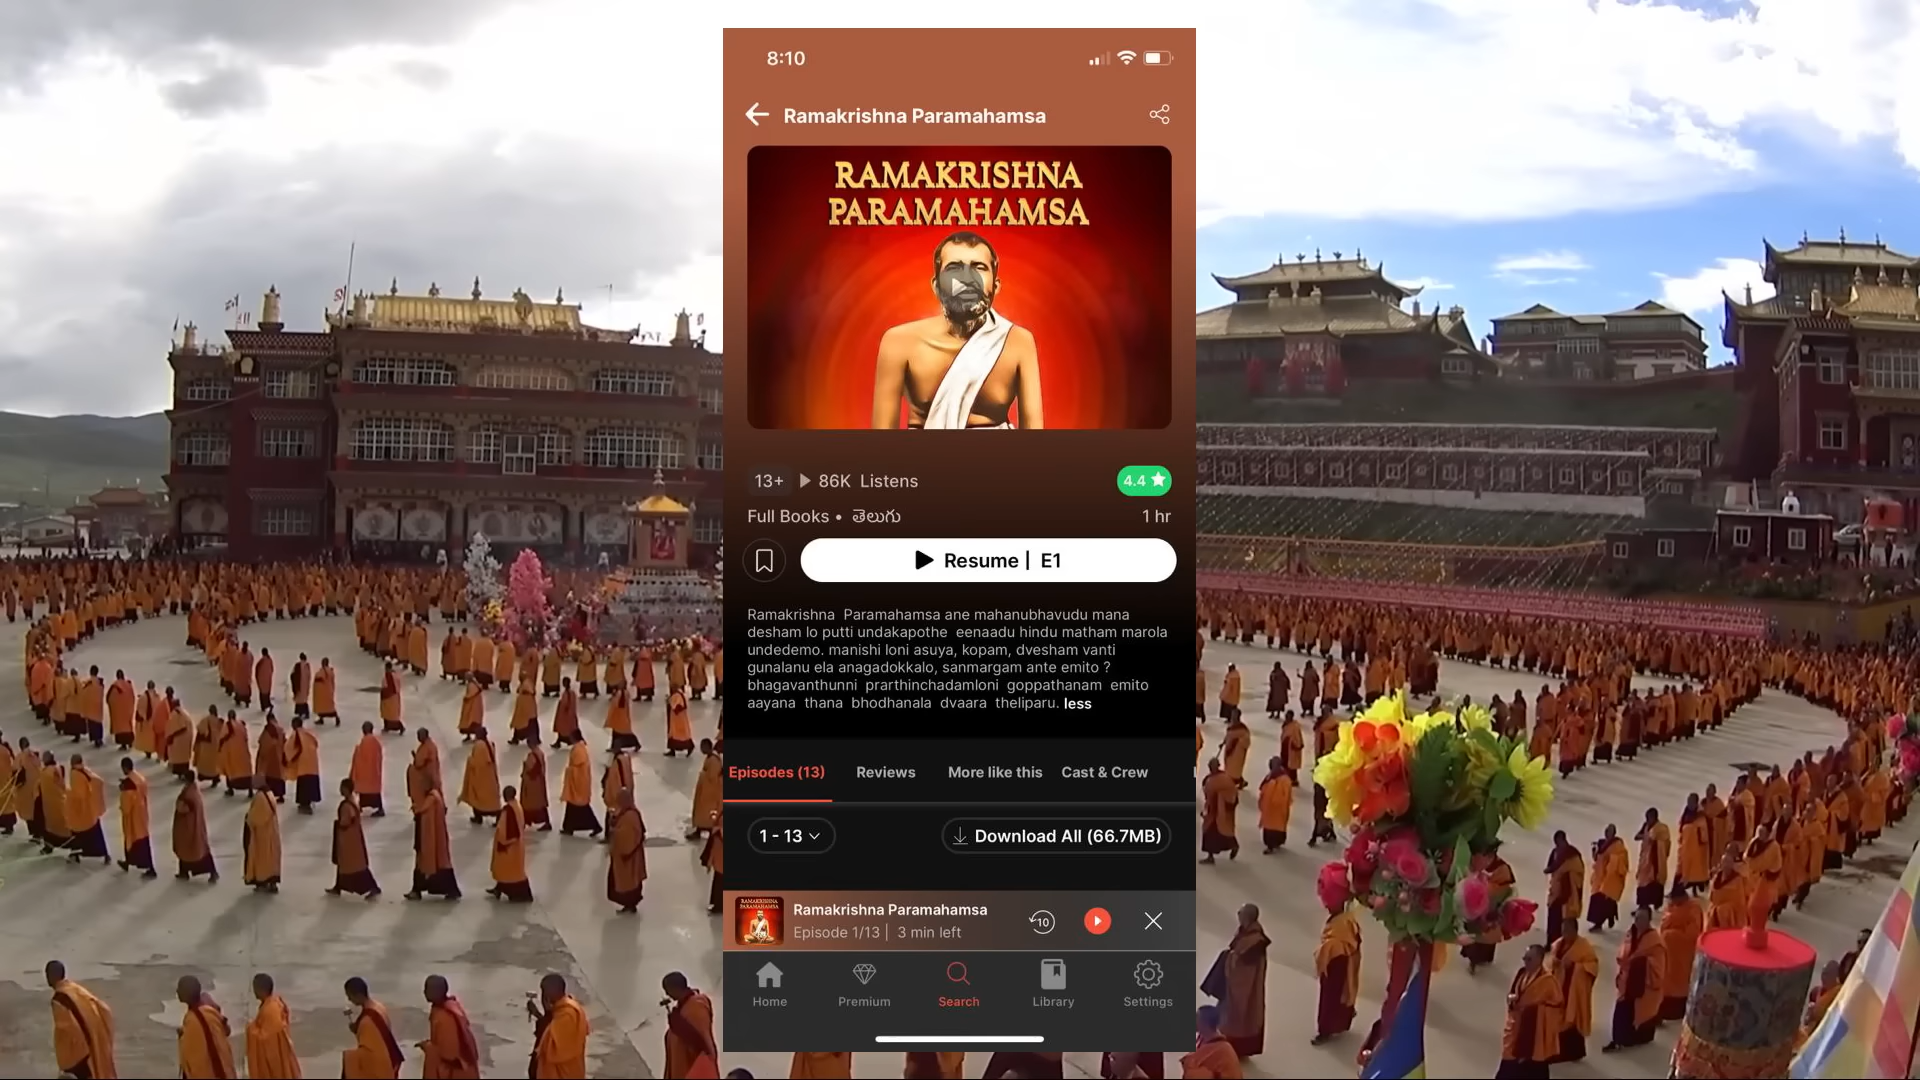 8:10
Ramakrishna Paramahamsa
RAMAKRISHNA
PARAMAHAMSA
13+ 86K Listens
4.4
Full Books • తెలుగు
1 hr
Resume | E1
Ramakrishna Paramahamsa ane mahanubhavudu mana
desham lo putti undakapothe eenaadu hindu matham marola
undedemo. manishi loni asuya, kopam, dvesham vanti
gunalanu ela anagadokkalo, sanmargam ante emito ?
bhagavanthunni prarthinchadamloni goppathanam emito
aayana thana bhodhanala dvaara theliparu. less
Episodes (13) Reviews More like this Cast & Crew
1 - 13
Download All (66.7MB)
RAMAKRISHNA
PARAMAHAMSA
Ramakrishna Paramahamsa
Episode 1/13 | 3 min left
10
Home Premium Search Library Settings